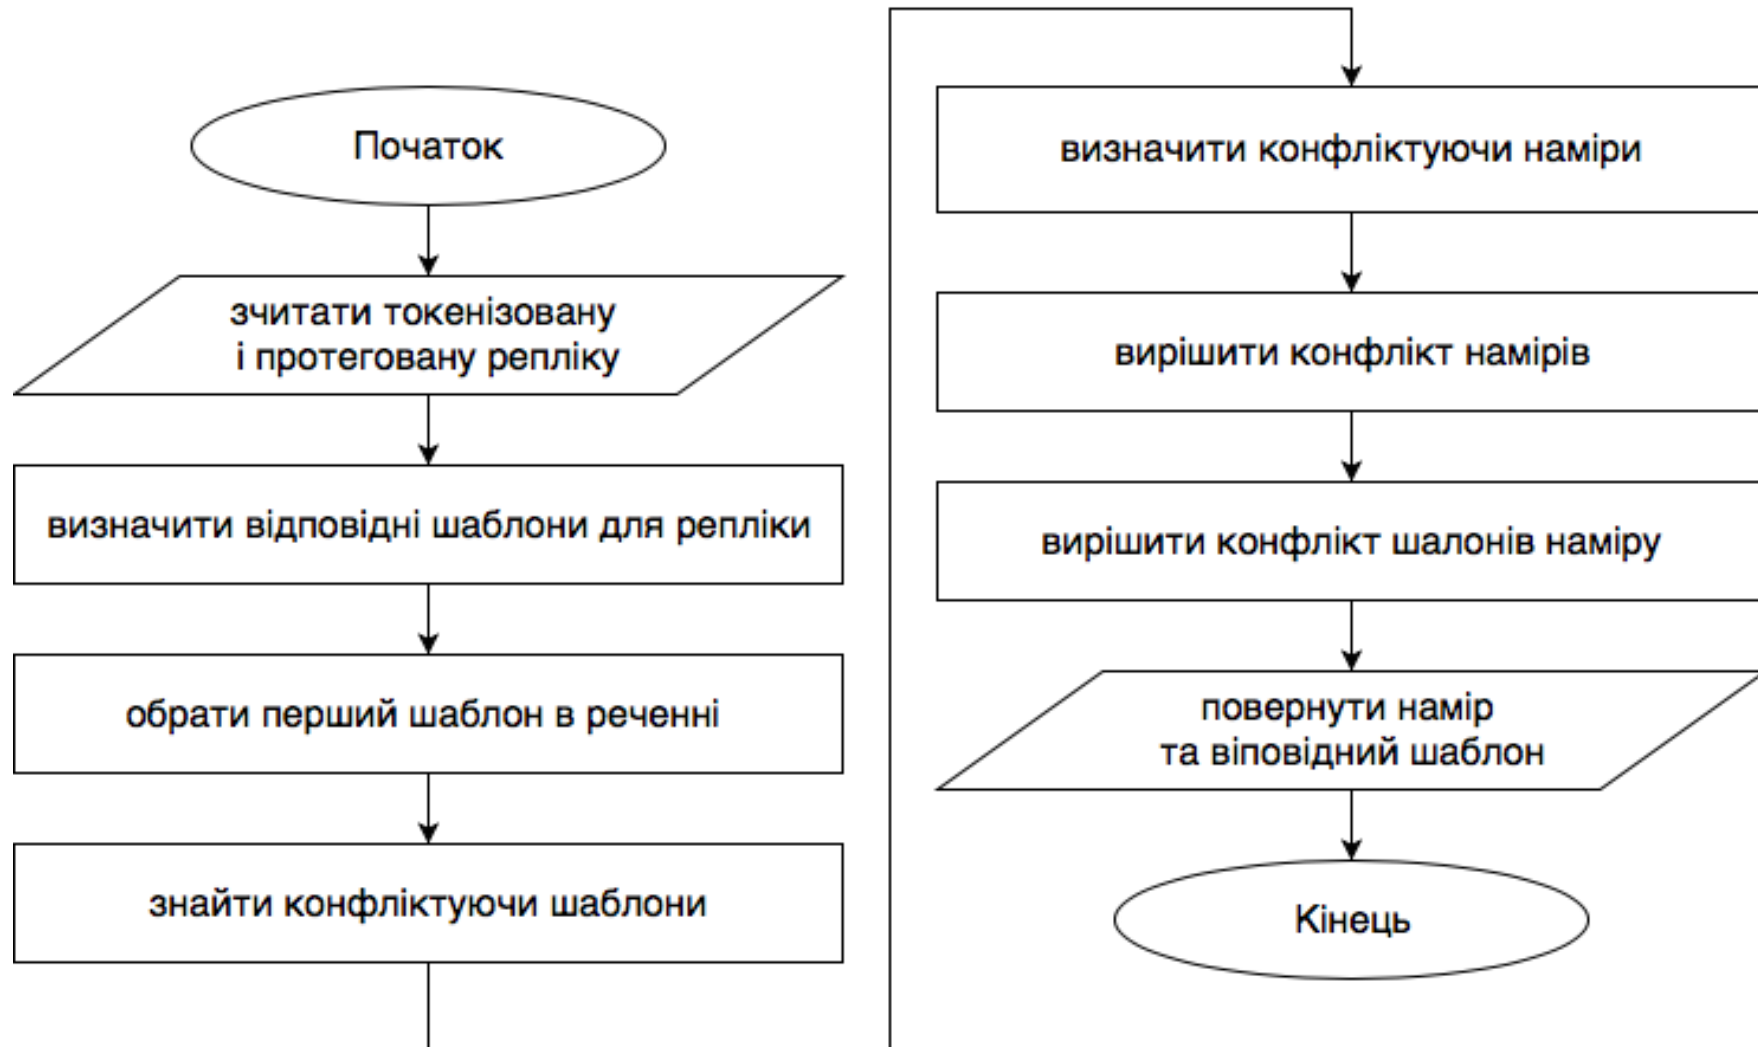 Початок
зчитати токенізовану
і протеговану репліку
визначити відповідні шаблони для репліки
обрати перший шаблон в реченні
знайти конфліктуючи шаблони
визначити конфліктуючи наміри
вирішити конфлікт намірів
вирішити конфлікт шалонів наміру
повернути намір
та віповідний шаблон
Кінець